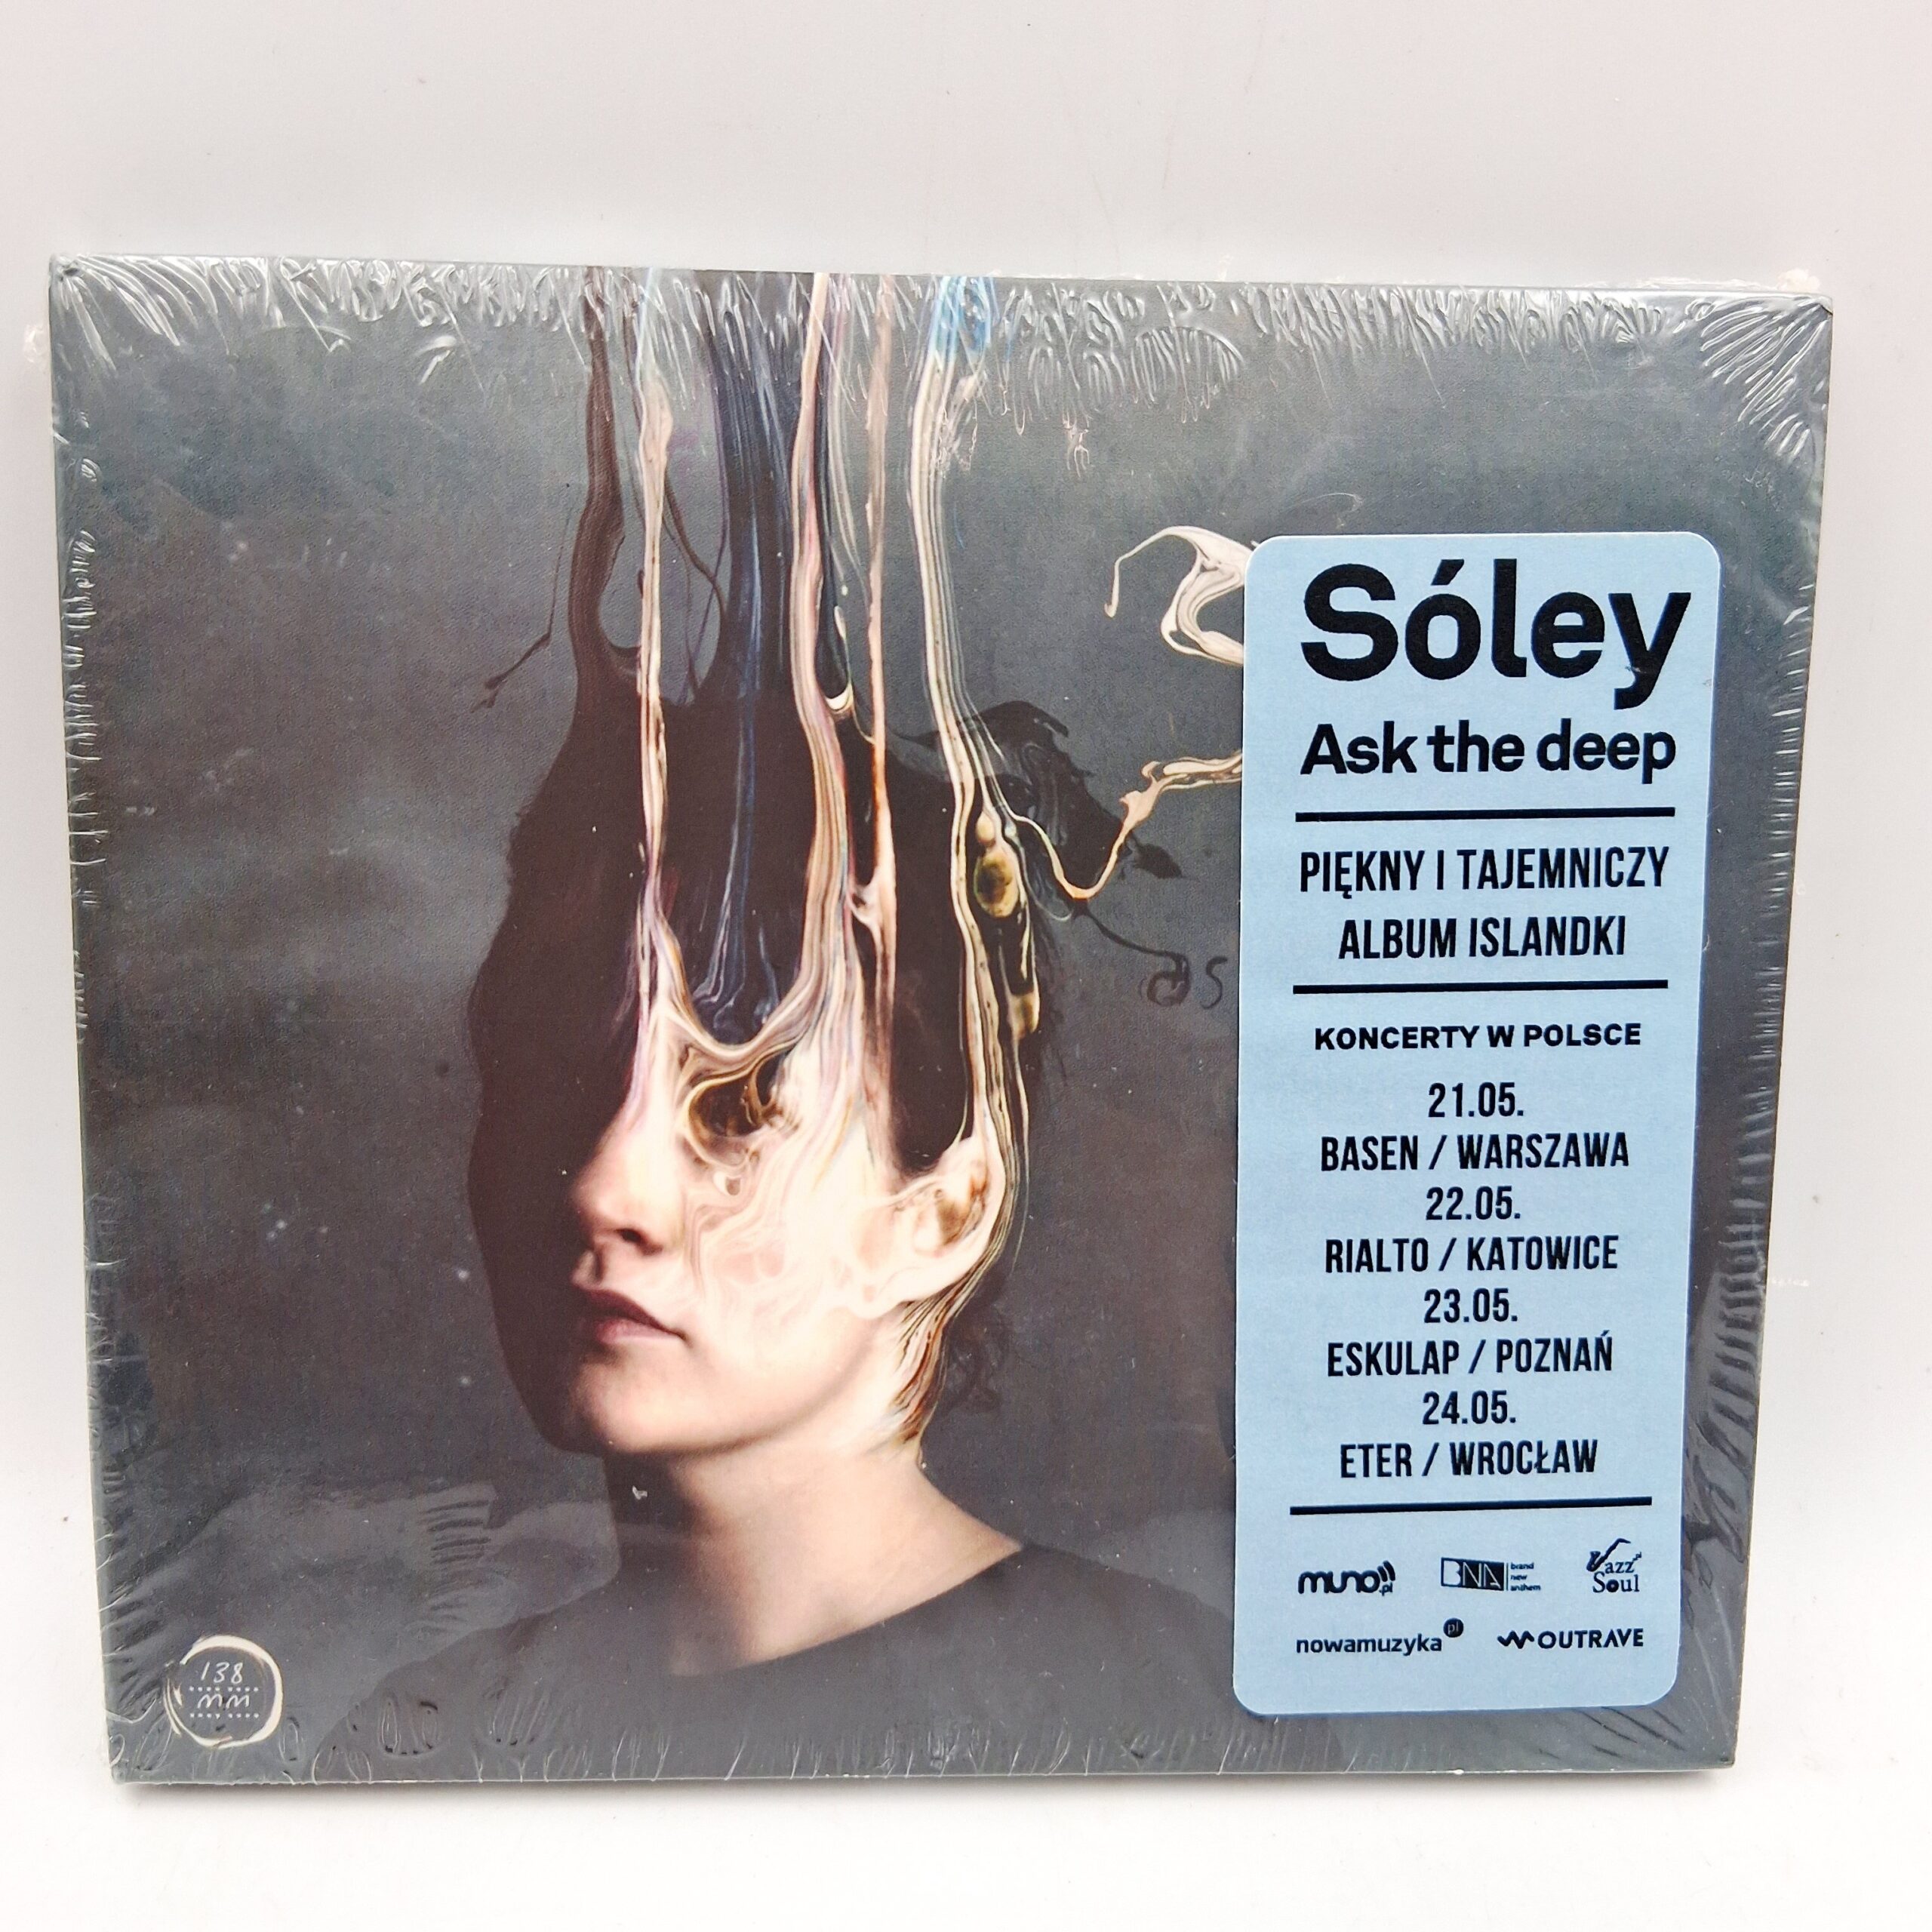 Sóley
Ask the deep
PIĘKNY I TAJEMNICZY
ALBUM ISLANDKI
KONCERTY W POLSCE
21.05.
BASEN / WARSZAWA
22.05.
RIALTO / KATOWICE
23.05.
ESKULAP / POZNAŃ
24.05.
ETER / WROCŁAW
muno.pl
BNA brand
new
anthem
Jazz
Soul
nowamuzyka pl
OUTRAVE
as
138
MM